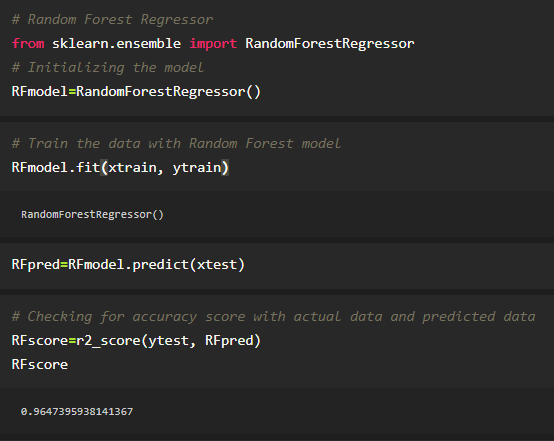 # Random Forest Regressor
from sklearn.ensemble import RandomForestRegressor
# Initializing the model
RFmodel=RandomForestRegressor()
# Train the data with Random Forest model
RFmodel.fit(xtrain, ytrain)
RandomForestRegressor()
RFpred=RFmodel.predict(xtest)
# Checking for accuracy score with actual data and predicted data
RFscore=r2_score(ytest, RFpred)
RFscore
0.9647395938141367